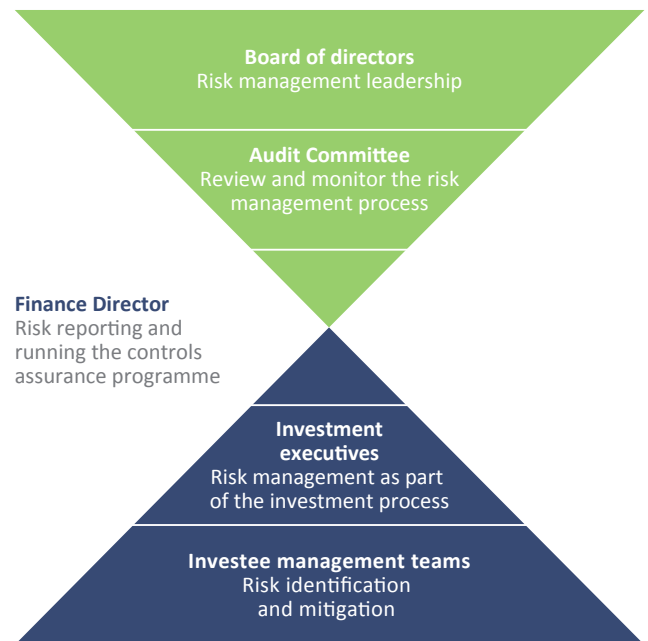 Board of directors
Risk management leadership
Audit Committee
Review and monitor the risk
management process
Finance Director
Risk reporting and
running the controls
assurance programme
Investment
executives
Risk management as part
of the investment process
Investee management teams
Risk identification
and mitigation